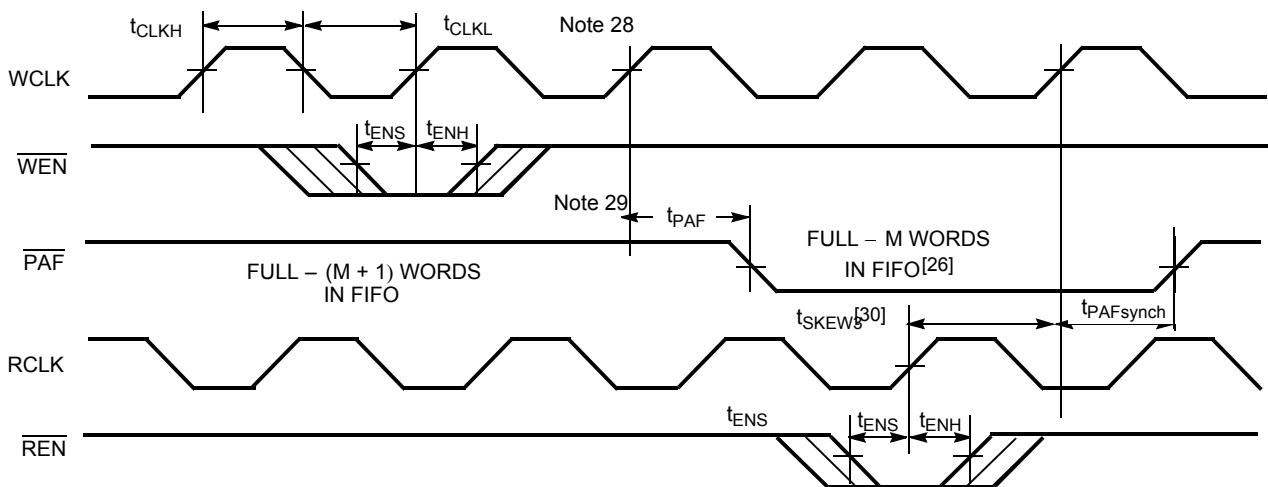 tCLKH
tCLKL
Note 28
WCLK
tENS
tENH
WEN
Note 29
tPAF
PAF
FULL – (M + 1) WORDS
IN FIFO
FULL – M WORDS
IN FIFO[26]
tSKEW3[30]
tPAFsynch
RCLK
tENS
tENS
tENH
REN